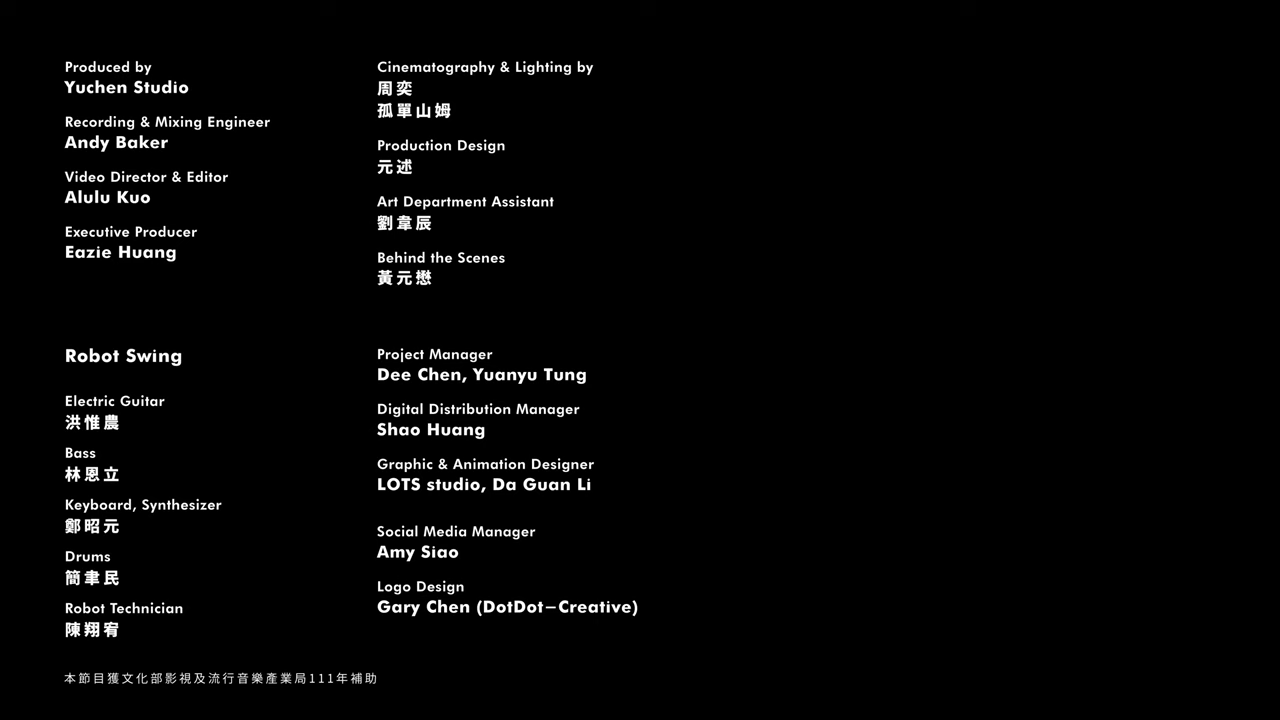 Produced by
Yuchen Studio
Recording & Mixing Engineer
Andy Baker
Video Director & Editor
Alulu Kuo
Executive Producer
Eazie Huang
Cinematography & Lighting by
周奕
孤單山姆
Production Design
元述
Art Department Assistant
劉韋辰
Behind the Scenes
黃元懋
Robot Swing
Electric Guitar
洪惟農
Bass
林恩立
Keyboard, Synthesizer
鄭昭元
Drums
簡聿民
Robot Technician
陳翔宥
Project Manager
Dee Chen, Yuanyu Tung
Digital Distribution Manager
Shao Huang
Graphic & Animation Designer
LOTS studio, Da Guan Li
Social Media Manager
Amy Siao
Logo Design
Gary Chen (DotDot–Creative)
本節目獲文化部影視及流行音樂產業局111年補助